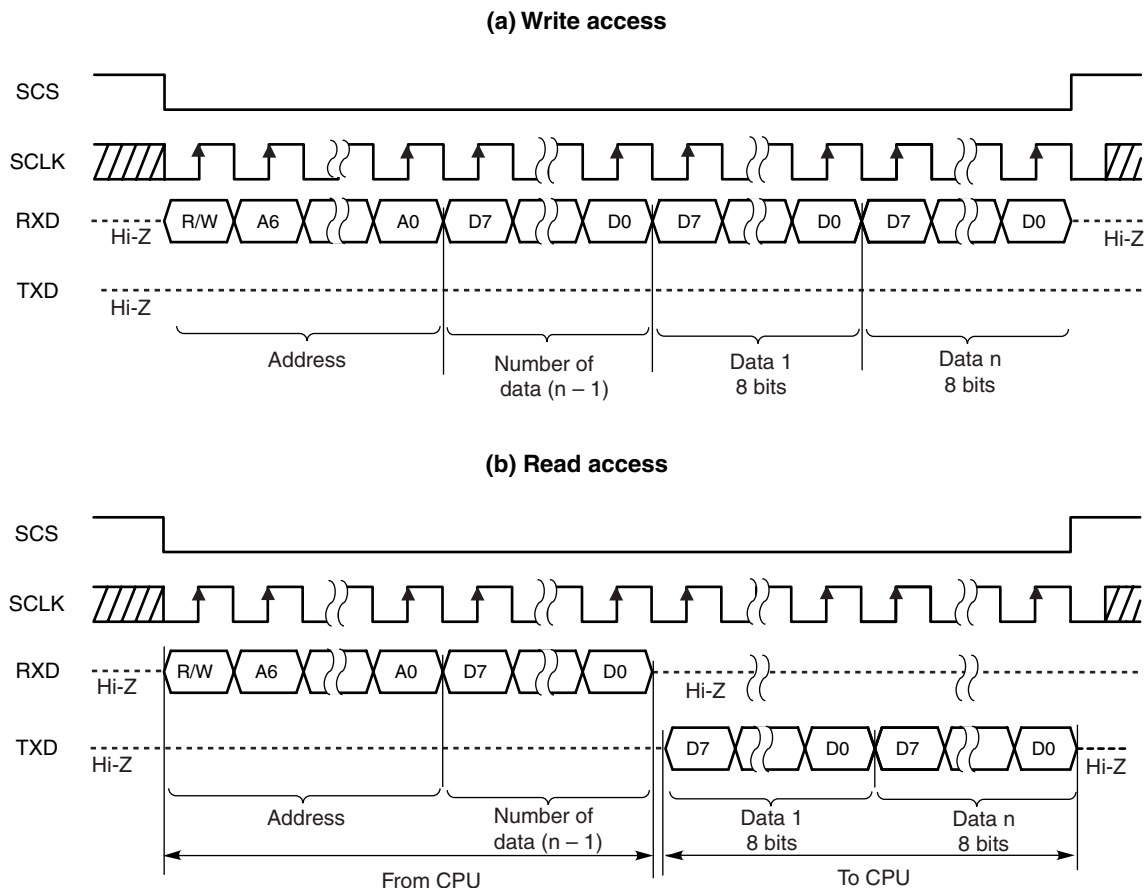 (a) Write access
SCS
SCLK
RXD
Hi-Z
R/W A6 A0 D7 D0 D7 D0 D7 D0
Hi-Z
TXD
Hi-Z
Address
Number of
data (n – 1)
Data 1
8 bits
Data n
8 bits
(b) Read access
SCS
SCLK
RXD
Hi-Z
R/W A6 A0 D7 D0
Hi-Z
TXD
Hi-Z
D7 D0 D7 D0
Hi-Z
Address
Number of
data (n – 1)
Data 1
8 bits
Data n
8 bits
From CPU
To CPU